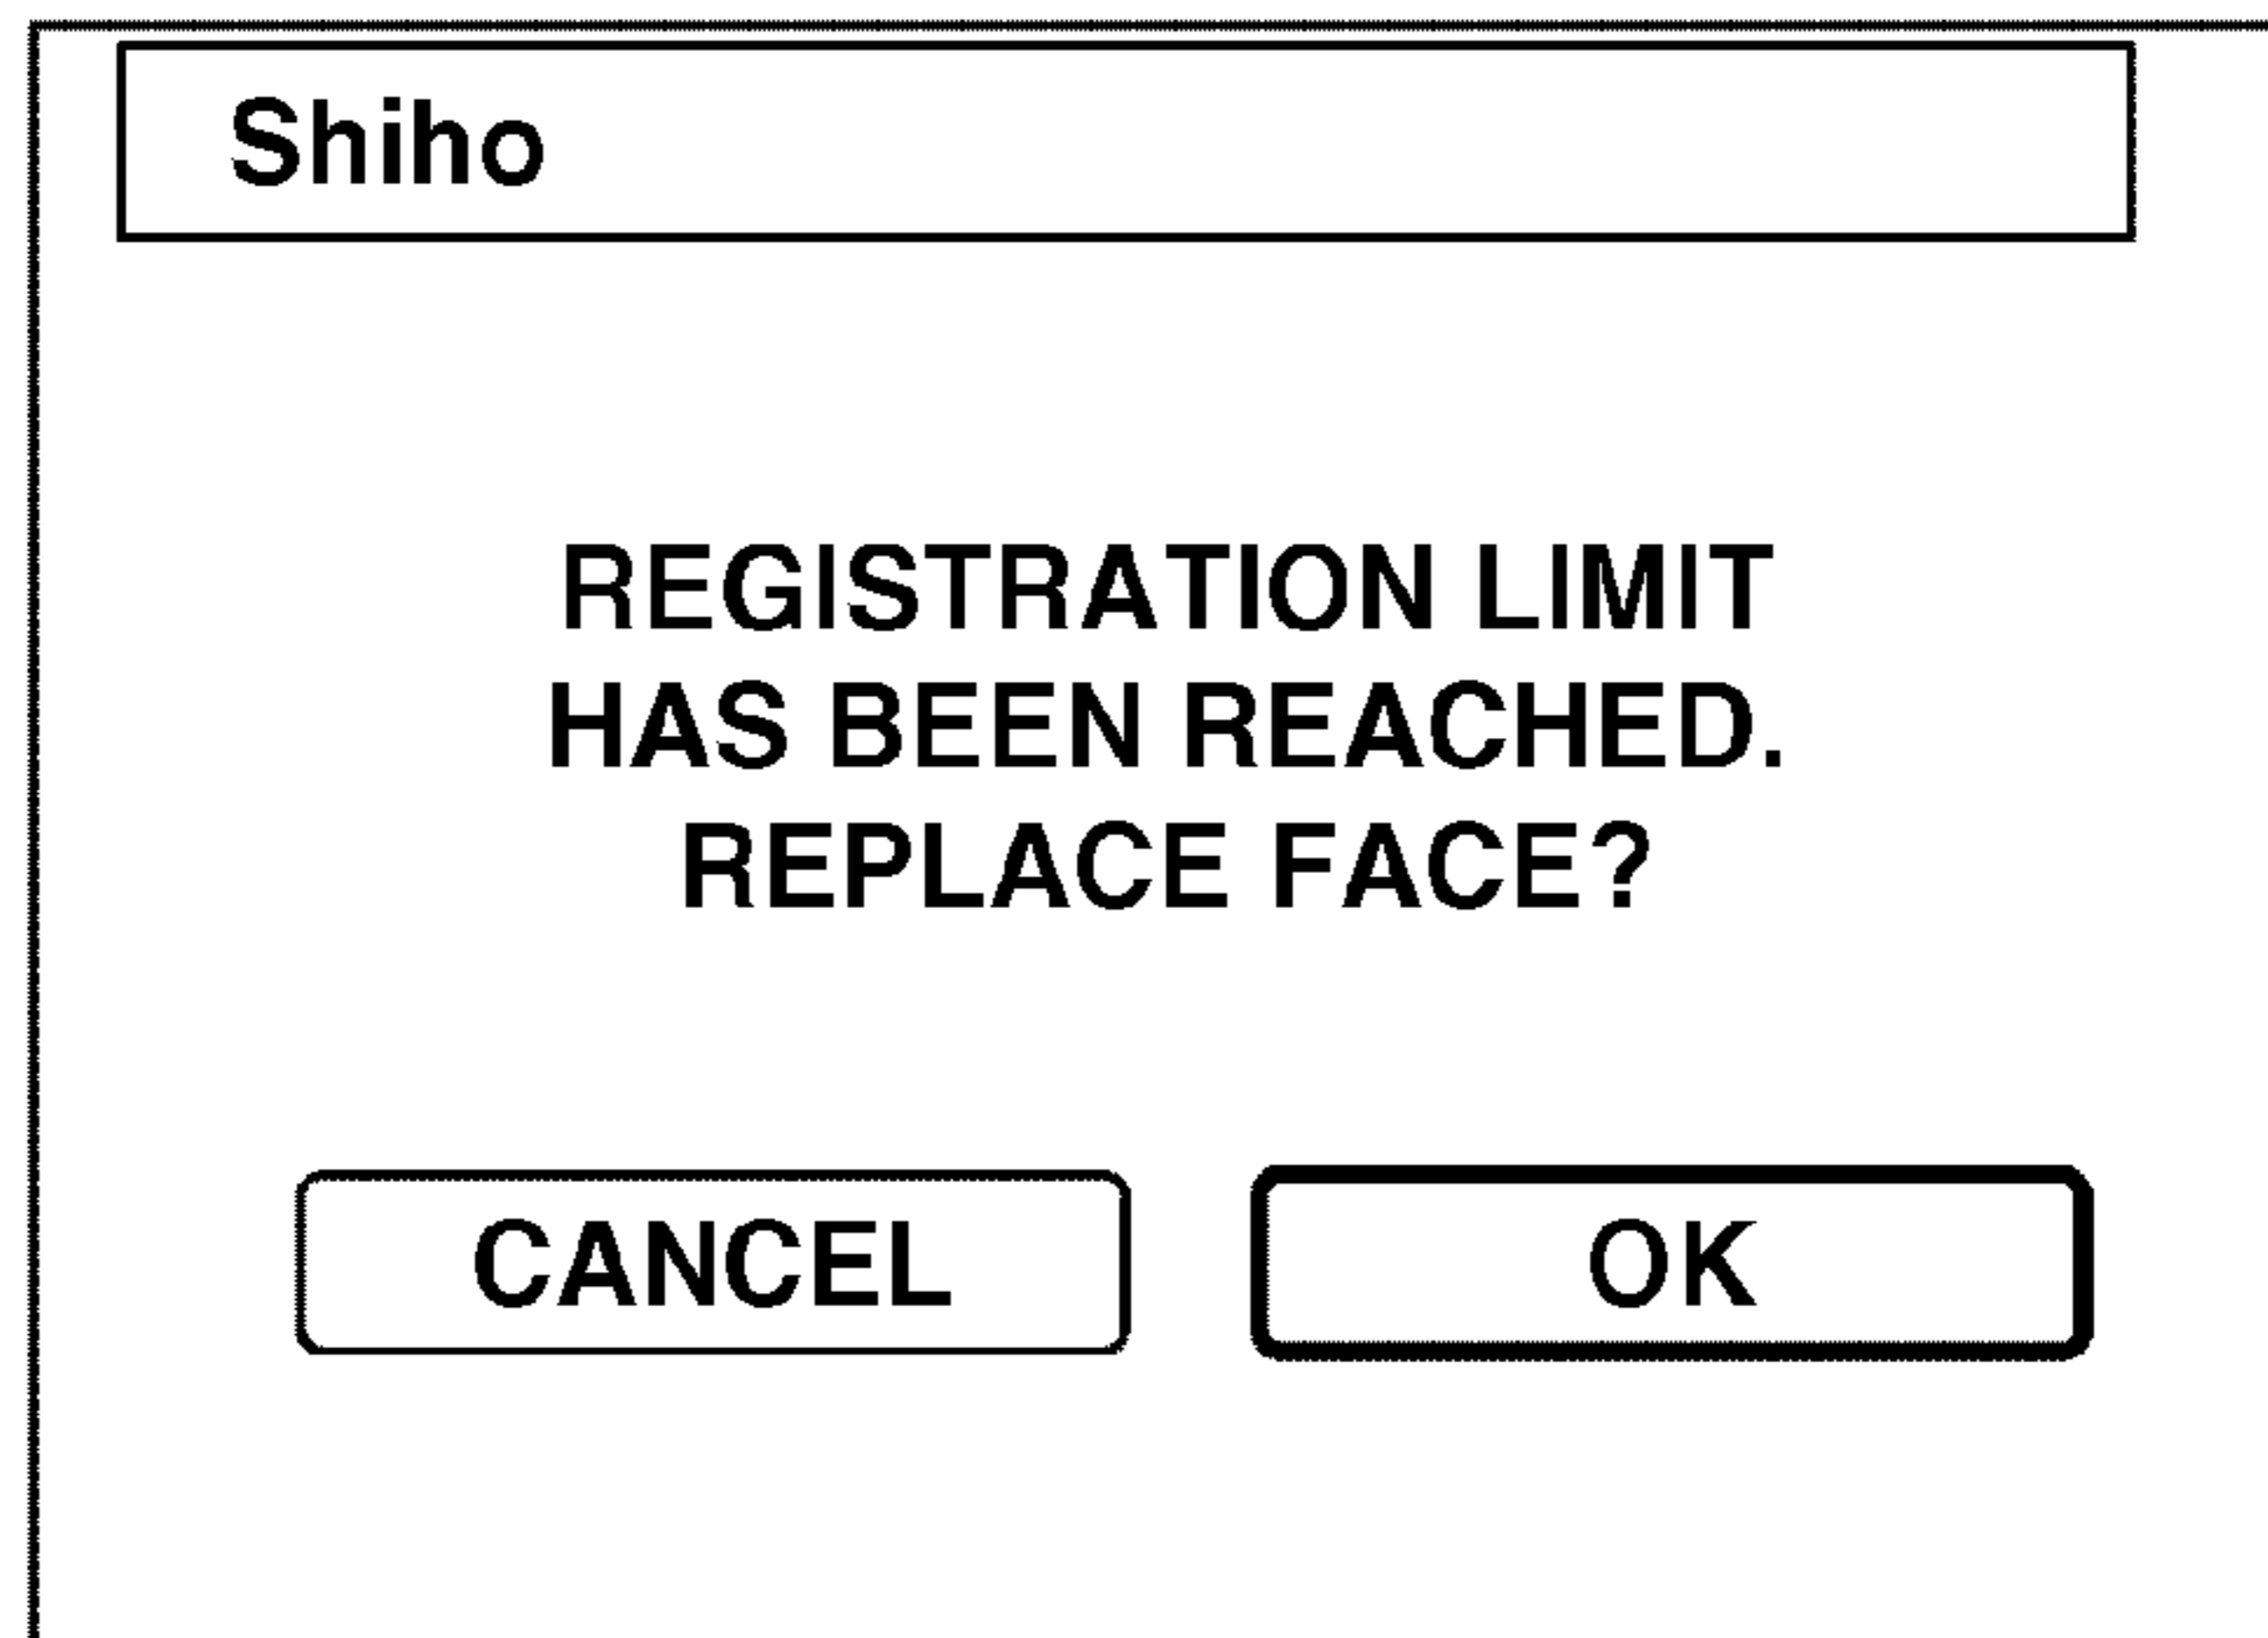 Shiho
REGISTRATION LIMIT
HAS BEEN REACHED.
REPLACE FACE?
CANCEL
OK